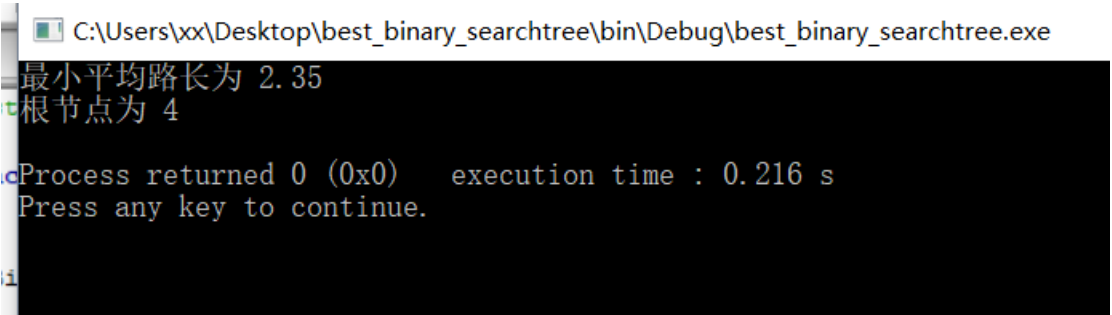 C:\Users\xx\Desktop\best_binary_searchtree\bin\Debug\best_binary_searchtree.exe
最小平均路长为 2.35
根节点为 4
Process returned 0 (0x0)   execution time : 0.216 s
Press any key to continue.